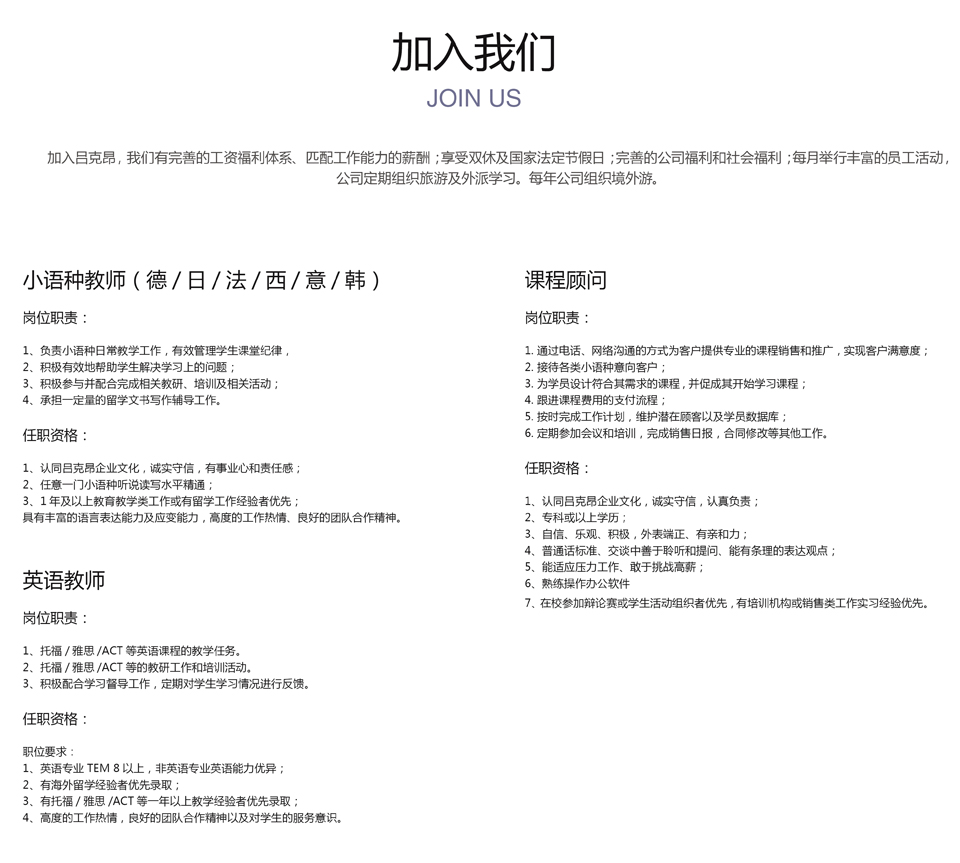 加入我们
JOIN US
加入吕克昂，我们有完善的工资福利体系、匹配工作能力的薪酬；享受双休及国家法定节假日；完善的公司福利和社会福利；每月举行丰富的员工活动，
公司定期组织旅游及外派学习。每年公司组织境外游。
小语种教师（德/日/法/西/意/韩）
岗位职责：
1、负责小语种日常教学工作，有效管理学生课堂纪律，
2、积极有效地帮助学生解决学习上的问题；
3、积极参与并配合完成相关教研、培训及相关活动；
4、承担一定量的留学文书写作辅导工作。
任职资格：
1、认同吕克昂企业文化，诚实守信，有事业心和责任感；
2、任意一门小语种听说读写水平精通；
3、1年及以上教育教学类工作或有留学工作经验者优先；
具有丰富的语言表达能力及应变能力，高度的工作热情、良好的团队合作精神。
英语教师
岗位职责：
1、托福/雅思/ACT等英语课程的教学任务。
2、托福/雅思/ACT等的教研工作和培训活动。
3、积极配合学习督导工作，定期对学生学习情况进行反馈。
任职资格：
职位要求：
1、英语专业TEM 8以上，非英语专业英语能力优异；
2、有海外留学经验者优先录取；
3、有托福/雅思/ACT等一年以上教学经验者优先录取；
4、高度的工作热情，良好的团队合作精神以及对学生的服务意识。
课程顾问
岗位职责：
1. 通过电话、网络沟通的方式为客户提供专业的课程销售和推广，实现客户满意度；
2. 接待各类小语种意向客户；
3. 为学员设计符合其需求的课程，并促成其开始学习课程；
4. 跟进课程费用的支付流程；
5. 按时完成工作计划，维护潜在顾客以及学员数据库；
6. 定期参加会议和培训，完成销售日报，合同修改等其他工作。
任职资格：
1、认同吕克昂企业文化，诚实守信，认真负责；
2、专科或以上学历；
3、自信、乐观、积极，外表端正、有亲和力；
4、普通话标准、交谈中善于聆听和提问、能有条理的表达观点；
5、能适应压力工作、敢于挑战高薪；
6、熟练操作办公软件
7、在校参加辩论赛或学生活动组织者优先，有培训机构或销售类工作实习经验优先。